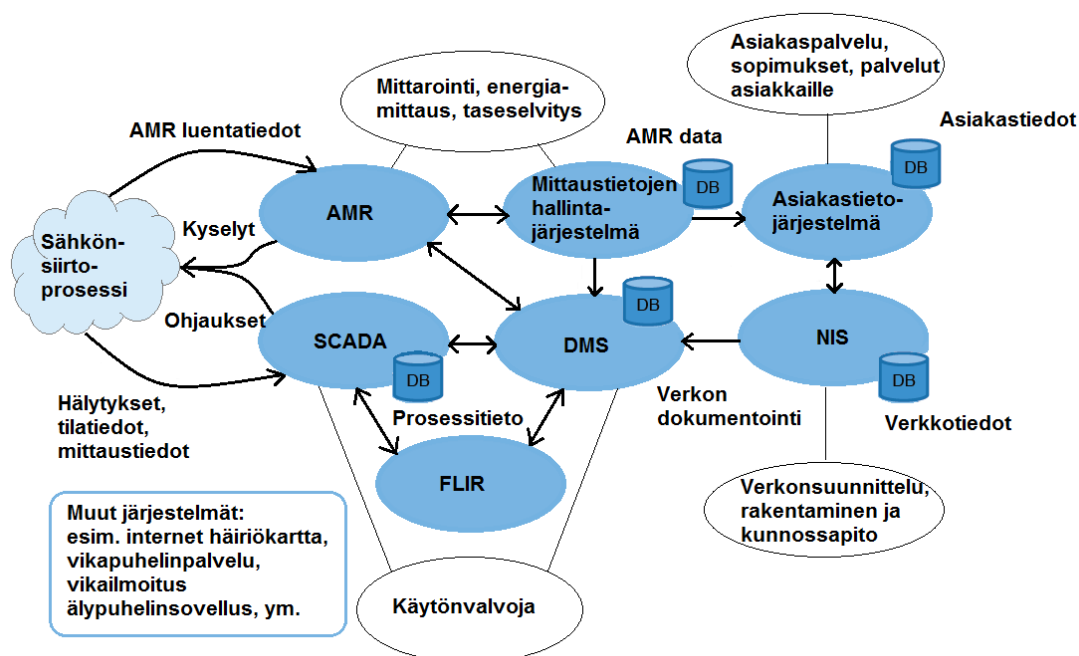 Asiakaspalvelu,
sopimukset, palvelut
asiakkaille
Mittarointi, energia-
mittaus, taseselvitys
AMR luentatiedot
AMR data
Asiakastiedot
DB
DB
AMR
Mittaustietojen
hallinta-
järjestelmä
Asiakastieto-
järjestelmä
Kyselyt
Sähkön-
siirto-
prosessi
Ohjaukset
DB
SCADA
DMS
NIS
DB
DB
Hälytykset,
tilatiedot,
mittaustiedot
Prosessitieto
Verkon
dokumentointi
Verkkotiedot
FLIR
Verkonsuunnittelu,
rakentaminen ja
kunnossapito
Muut järjestelmät:
esim. internet häiriökartta,
vikapuhelinpalvelu,
vikailmoitus
älypuhelinsovellus, ym.
Käytönvalvoja